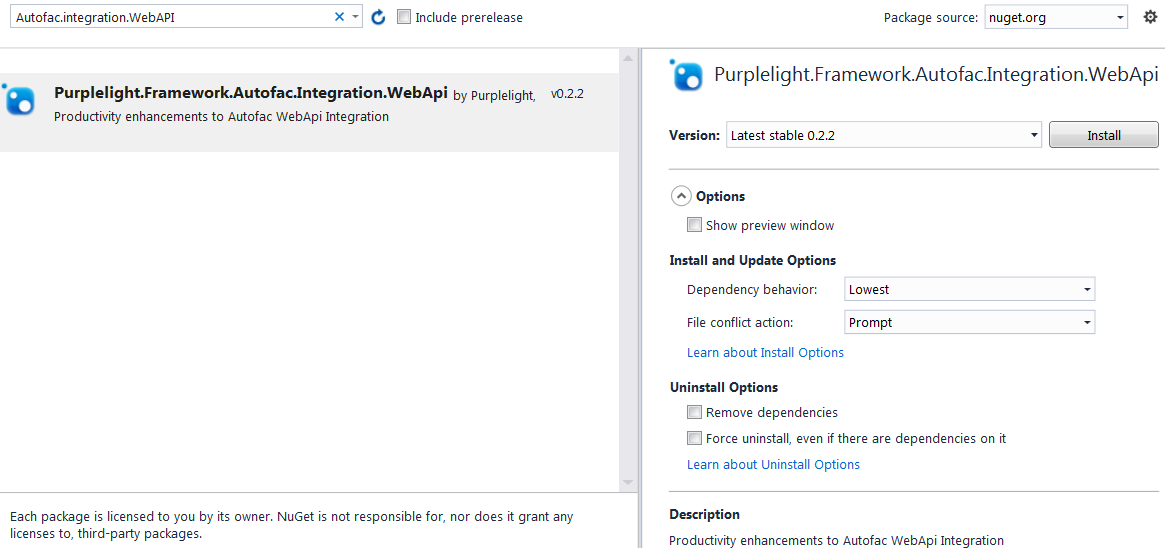 Autofac.integration.WebAPI
Include prerelease
Package source: nuget.org
Purplelight.Framework.Autofac.Integration.WebApi by Purplelight, v0.2.2
Productivity enhancements to Autofac WebApi Integration
Each package is licensed to you by its owner. NuGet is not responsible for, nor does it grant any
licenses to, third-party packages.
Purplelight.Framework.Autofac.Integration.WebApi
Version: Latest stable 0.2.2 Install
Options
Show preview window
Install and Update Options
Dependency behavior: Lowest
File conflict action: Prompt
Learn about Install Options
Uninstall Options
Remove dependencies
Force uninstall, even if there are dependencies on it
Learn about Uninstall Options
Description
Productivity enhancements to Autofac WebApi Integration